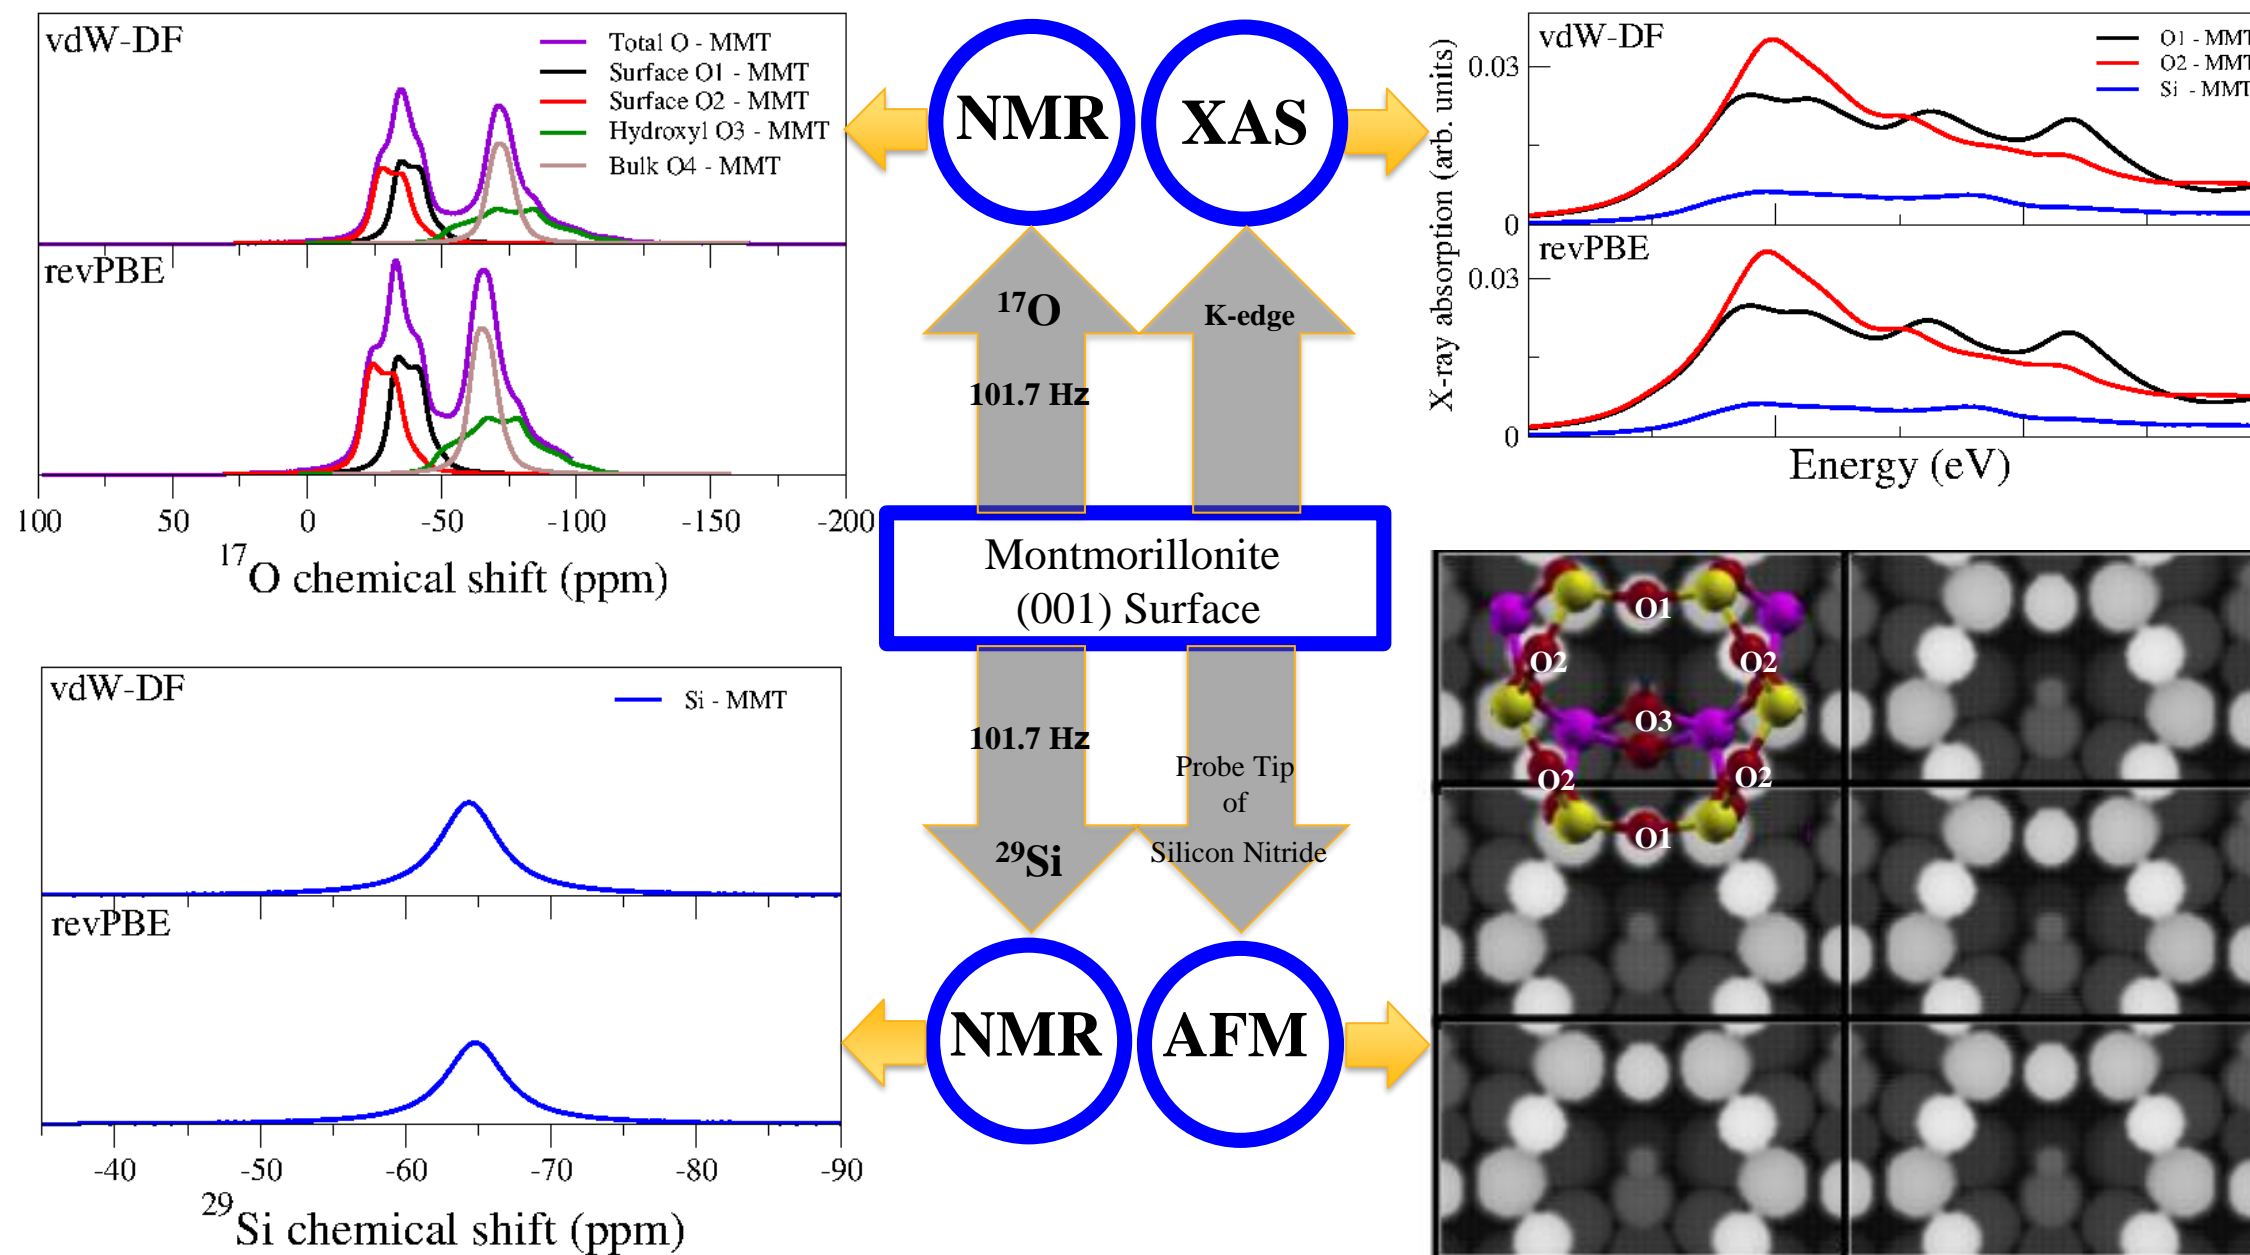 vdW-DF
Total O - MMT
Surface O1 - MMT
Surface O2 - MMT
Hydroxyl O3 - MMT
Bulk O4 - MMT
revPBE
100 50 0 -50 -100 -150 -200
17O chemical shift (ppm)
NMR
XAS
17O
101.7 Hz
K-edge
vdW-DF
O1 - MMT
O2 - MMT
Si - MMT
0.03
0
revPBE
0.03
0
X-ray absorption (arb. units)
Energy (eV)
Montmorillonite
(001) Surface
vdW-DF
Si - MMT
revPBE
-40 -50 -60 -70 -80 -90
29Si chemical shift (ppm)
101.7 Hz
29Si
Probe Tip
of
Silicon Nitride
NMR
AFM
O1
O2 O2
O3
O2 O2
O1